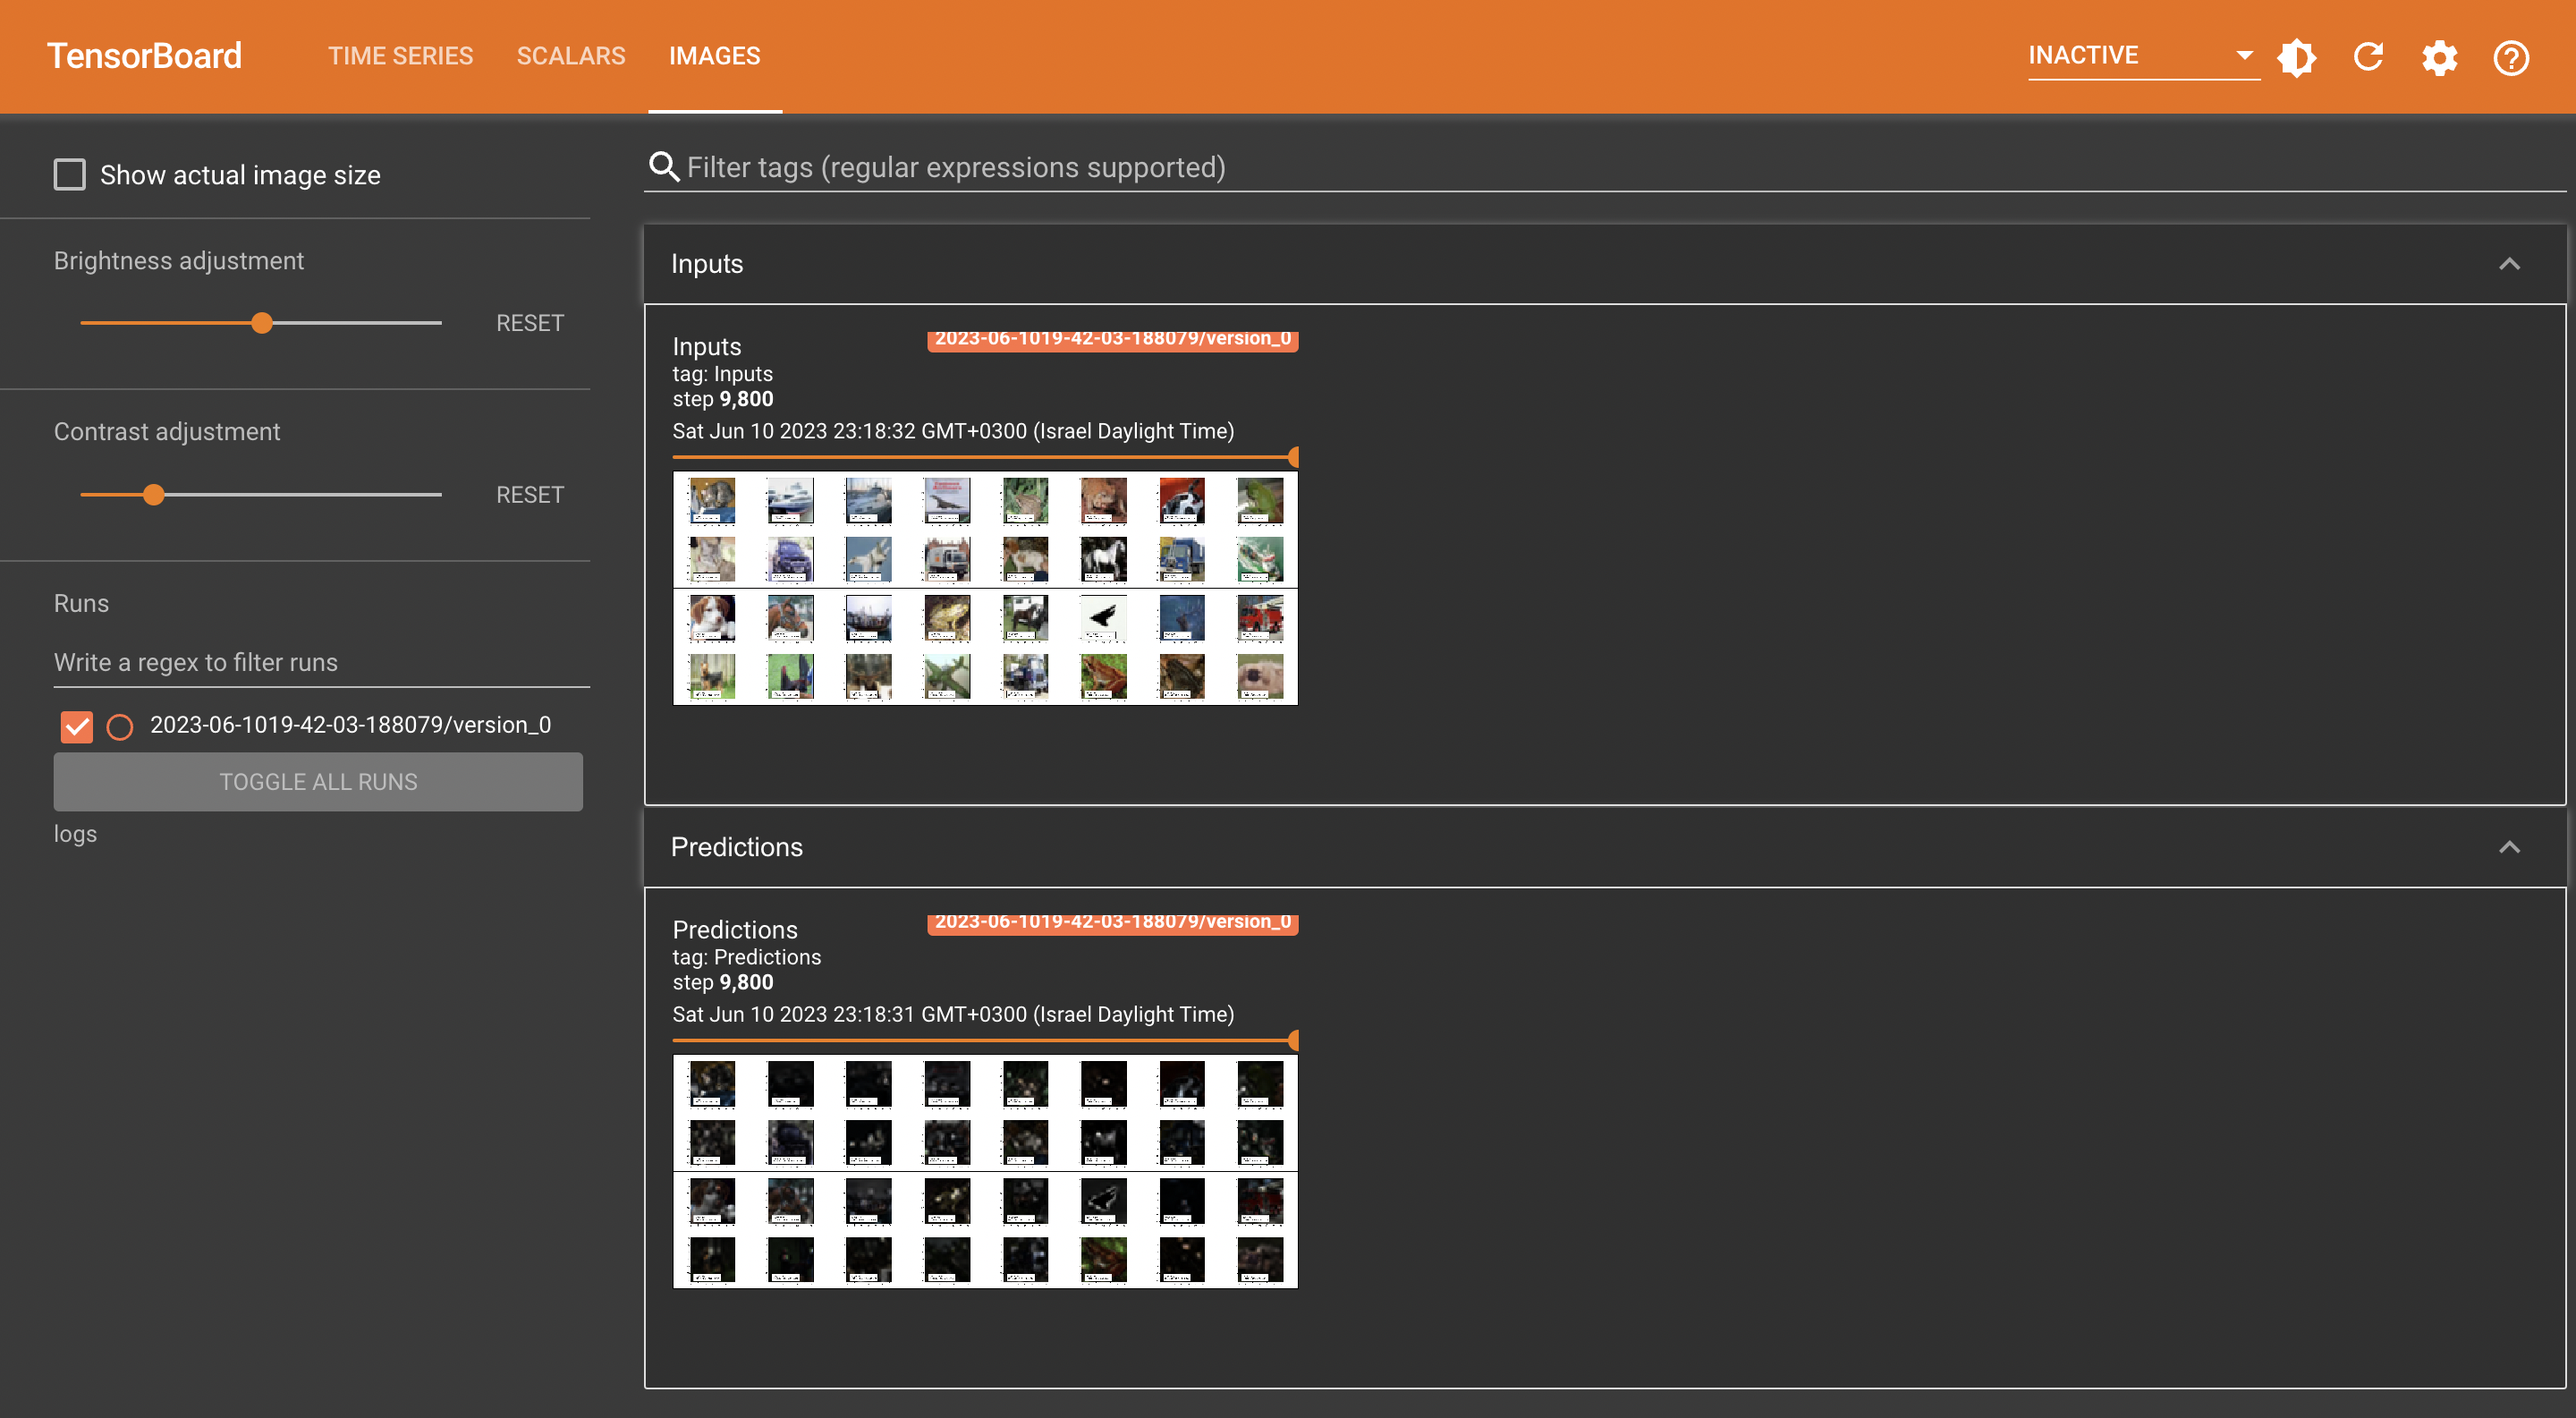 TensorBoard
TIME SERIES
SCALARS
IMAGES
INACTIVE
Show actual image size
Brightness adjustment
RESET
Contrast adjustment
RESET
Runs
Write a regex to filter runs
2023-06-1019-42-03-188079/version_0
TOGGLE ALL RUNS
logs
Filter tags (regular expressions supported)
Inputs
Inputs
2023-06-1019-42-03-188079/version_0
tag: Inputs
step 9,800
Sat Jun 10 2023 23:18:32 GMT+0300 (Israel Daylight Time)
Predictions
Predictions
2023-06-1019-42-03-188079/version_0
tag: Predictions
step 9,800
Sat Jun 10 2023 23:18:31 GMT+0300 (Israel Daylight Time)